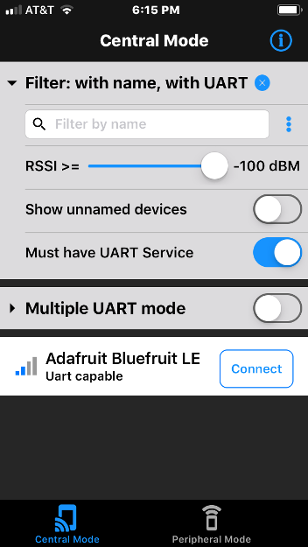 AT&T 6:15 PM
Central Mode
Filter: with name, with UART
Filter by name
RSSI >= -100 dBM
Show unnamed devices
Must have UART Service
Multiple UART mode
Adafruit Bluefruit LE
Uart capable
Connect
Central Mode Peripheral Mode